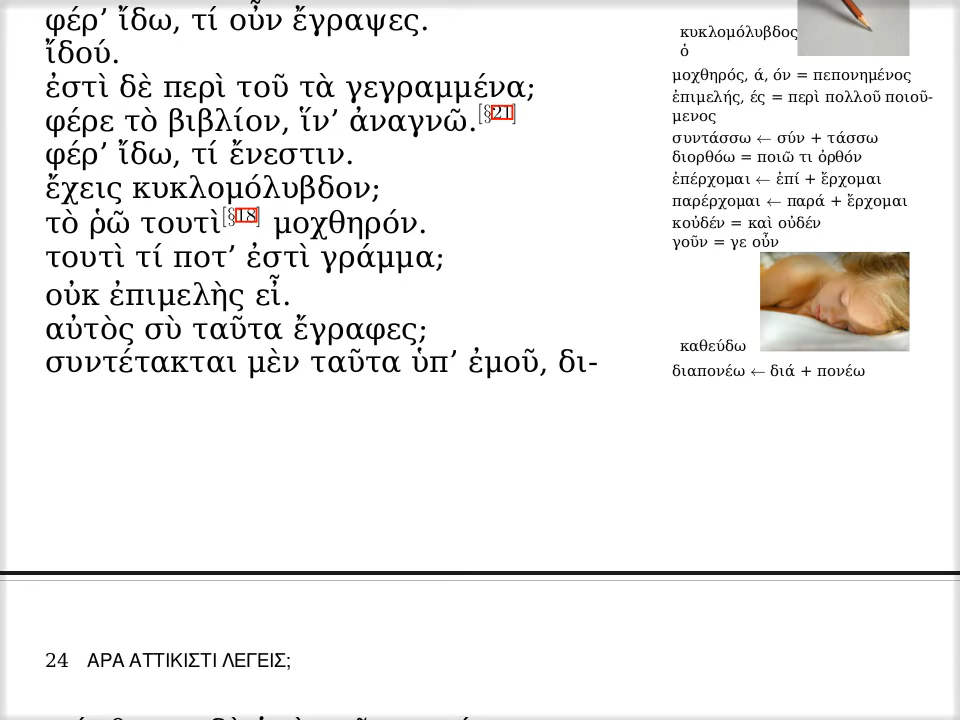 φέρ’ ἴδω, τί οὖν ἔγραψες.
ἴδού.
ἐστὶ δὲ περὶ τοῦ τὰ γεγραμμένα;
φέρε τὸ βιβλίον, ἵν’ ἀναγνῶ.[§21]
φέρ’ ἴδω, τί ἔνεστιν.
ἔχεις κυκλομόλυβδον;
τὸ ῥῶ τουτὶ[§18] μοχθηρόν.
τουτὶ τί ποτ’ ἐστὶ γράμμα;
οὐκ ἐπιμελὴς εἶ.
αὐτὸς σὺ ταῦτα ἔγραφες;
συντέτακται μὲν ταῦτα ὑπ’ ἐμοῦ, δι-
κυκλομόλυβδος
ὁ
μοχθηρός, ά, όν = πεπονημένος
ἐπιμελής, ές = περὶ πολλοῦ ποιοῦ-
μενος
συντάσσω ← σύν + τάσσω
διορθόω = ποιῶ τι ὀρθόν
ἐπέρχομαι ← ἐπί + ἔρχομαι
παρέρχομαι ← παρά + ἔρχομαι
κοὐδέν = καὶ οὐδέν
γοῦν = γε οὖν
καθεύδω
διαπονέω ← διά + πονέω
24 ΑΡΑ ΑΤΤΙΚΙΣΤΙ ΛΕΓΕΙΣ;